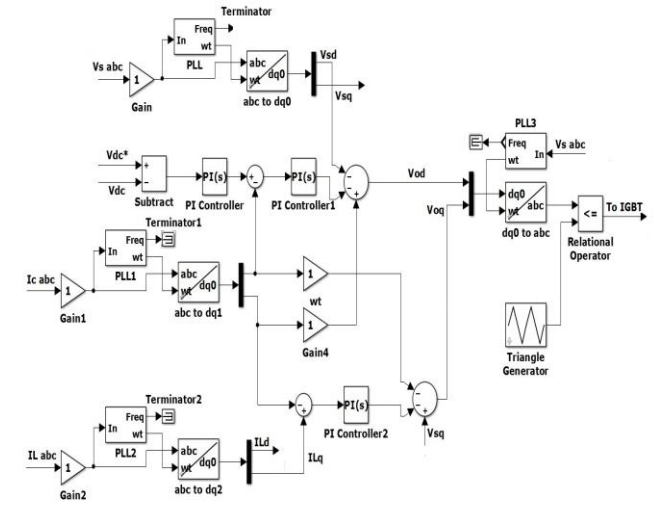 Terminator
Freq
In
wt
PLL
Vs abc
1
Gain
abc
wt
dq0
abc to dq0
Vsd
Vsq
Vdc*
Vdc
+
−
Subtract
PI(s)
PI Controller
+
−
PI(s)
PI Controller1
−
−
+
Vod
Voq
PLL3
Freq
wt
In
Vs abc
dq0
wt
abc
dq0 to abc
<=
To IGBT
Relational
Operator
Triangle
Generator
Terminator1
Freq
In
wt
PLL1
Ic abc
1
Gain1
abc
wt
dq0
abc to dq1
1
wt
1
Gain4
−
+
PI(s)
PI Controller2
−
−
+
Vsq
Terminator2
Freq
In
wt
PLL2
IL abc
1
Gain2
abc
wt
dq0
abc to dq2
ILd
ILq